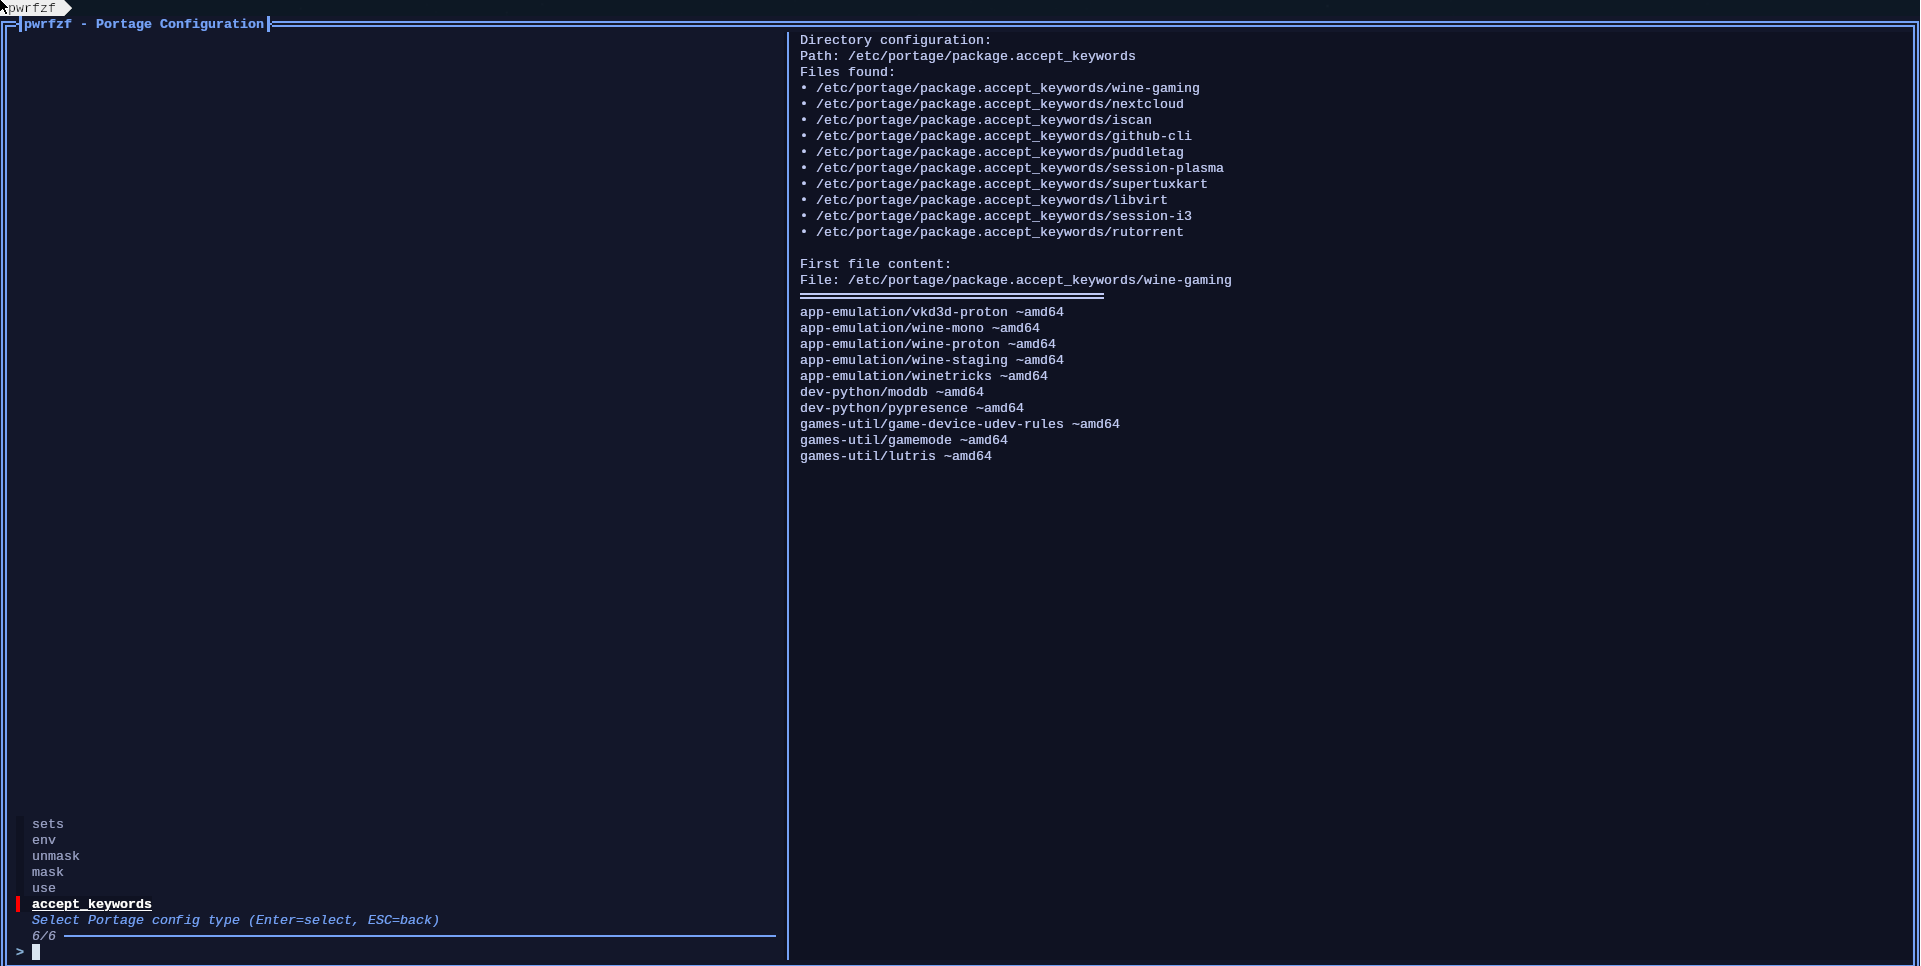 pwrfzf
pwrfzf - Portage Configuration
Directory configuration:
Path: /etc/portage/package.accept_keywords
Files found:
• /etc/portage/package.accept_keywords/wine-gaming
• /etc/portage/package.accept_keywords/nextcloud
• /etc/portage/package.accept_keywords/iscan
• /etc/portage/package.accept_keywords/github-cli
• /etc/portage/package.accept_keywords/puddletag
• /etc/portage/package.accept_keywords/session-plasma
• /etc/portage/package.accept_keywords/supertuxkart
• /etc/portage/package.accept_keywords/libvirt
• /etc/portage/package.accept_keywords/session-i3
• /etc/portage/package.accept_keywords/rutorrent
First file content:
File: /etc/portage/package.accept_keywords/wine-gaming
app-emulation/vkd3d-proton ~amd64
app-emulation/wine-mono ~amd64
app-emulation/wine-proton ~amd64
app-emulation/wine-staging ~amd64
app-emulation/winetricks ~amd64
dev-python/moddb ~amd64
dev-python/pypresence ~amd64
games-util/game-device-udev-rules ~amd64
games-util/gamemode ~amd64
games-util/lutris ~amd64
sets
env
unmask
mask
use
accept_keywords
Select Portage config type (Enter=select, ESC=back)
6/6
>